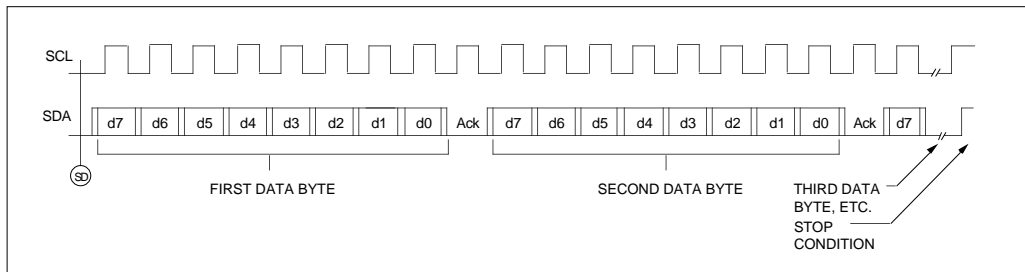 SCL
SDA d7 d6 d5 d4 d3 d2 d1 d0 Ack d7 d6 d5 d4 d3 d2 d1 d0 Ack d7
SD
FIRST DATA BYTE
SECOND DATA BYTE
THIRD DATA
BYTE, ETC.
STOP
CONDITION